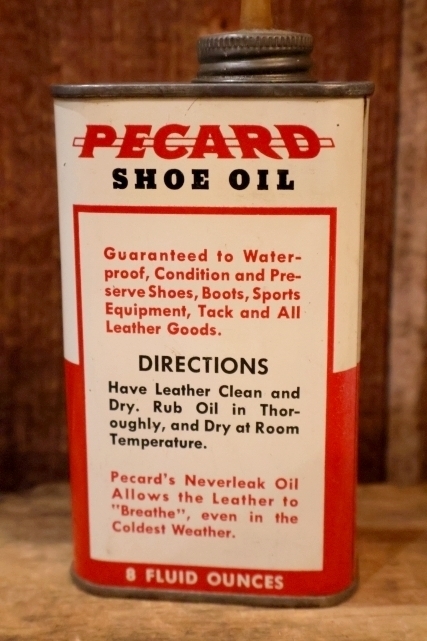 PECARD
SHOE OIL
Guaranteed to Water-
proof, Condition and Pre-
serve Shoes, Boots, Sports
Equipment, Tack and All
Leather Goods.
DIRECTIONS
Have Leather Clean and
Dry. Rub Oil in Thor-
oughly, and Dry at Room
Temperature.
Pecard's Neverleak Oil
Allows the Leather to
"Breathe", even in the
Coldest Weather.
8 FLUID OUNCES